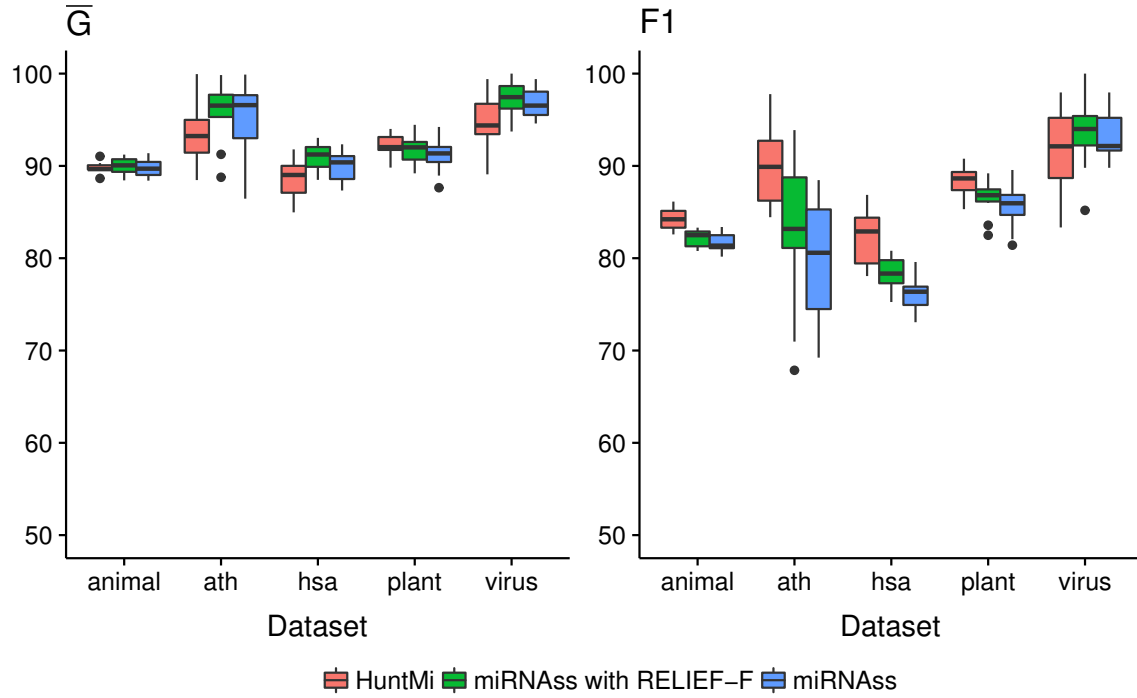 G̅
100
90
80
70
60
50
animal ath hsa plant virus
Dataset
F1
100
90
80
70
60
50
animal ath hsa plant virus
Dataset
HuntMi miRNAss with RELIEF−F miRNAss